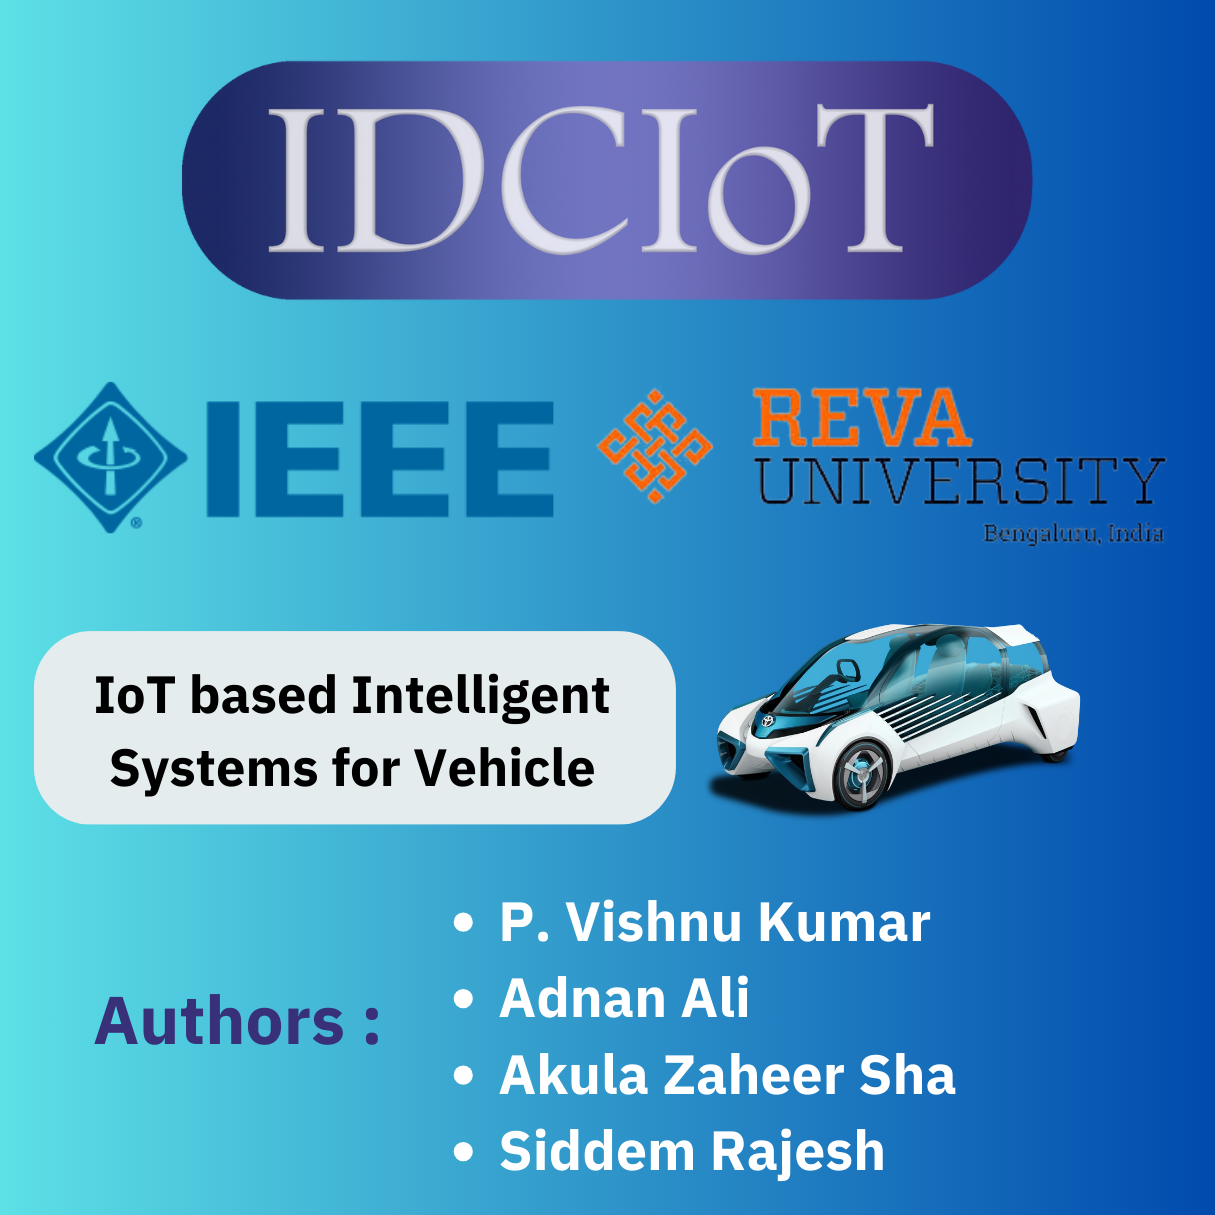 IDCIoT
IEEE
®
REVA
UNIVERSITY
Bengaluru, India
IoT based Intelligent
Systems for Vehicle
Authors :
• P. Vishnu Kumar
• Adnan Ali
• Akula Zaheer Sha
• Siddem Rajesh